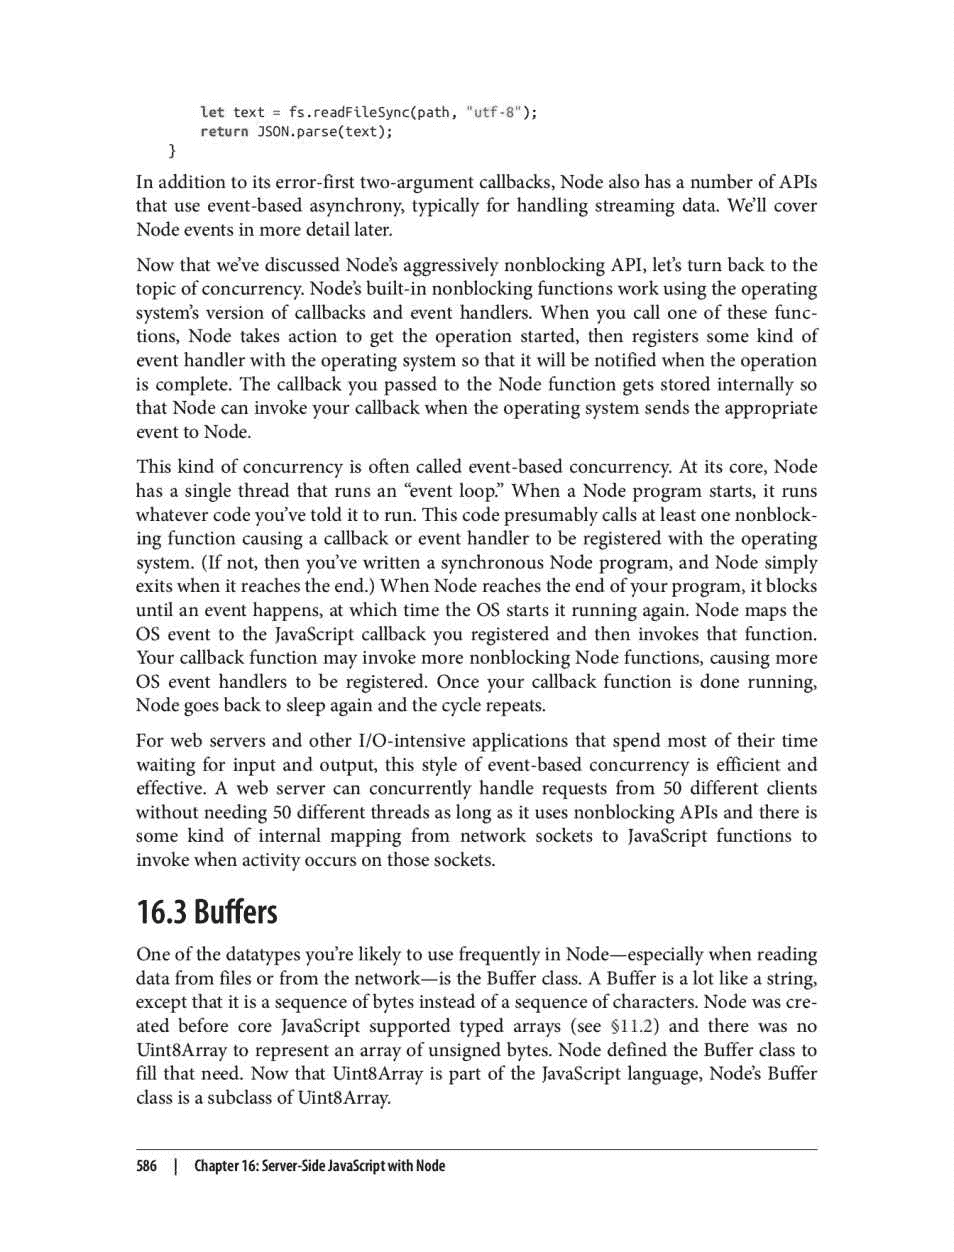 let text = fs.readFileSync(path, "utf-8");
return JSON.parse(text);
}
In addition to its error-first two-argument callbacks, Node also has a number of APIs
that use event-based asynchrony, typically for handling streaming data. We’ll cover
Node events in more detail later.
Now that we’ve discussed Node’s aggressively nonblocking API, let’s turn back to the
topic of concurrency. Node’s built-in nonblocking functions work using the operating
system’s version of callbacks and event handlers. When you call one of these func-
tions, Node takes action to get the operation started, then registers some kind of
event handler with the operating system so that it will be notified when the operation
is complete. The callback you passed to the Node function gets stored internally so
that Node can invoke your callback when the operating system sends the appropriate
event to Node.
This kind of concurrency is often called event-based concurrency. At its core, Node
has a single thread that runs an “event loop.” When a Node program starts, it runs
whatever code you’ve told it to run. This code presumably calls at least one nonblock-
ing function causing a callback or event handler to be registered with the operating
system. (If not, then you’ve written a synchronous Node program, and Node simply
exits when it reaches the end.) When Node reaches the end of your program, it blocks
until an event happens, at which time the OS starts it running again. Node maps the
OS event to the JavaScript callback you registered and then invokes that function.
Your callback function may invoke more nonblocking Node functions, causing more
OS event handlers to be registered. Once your callback function is done running,
Node goes back to sleep again and the cycle repeats.
For web servers and other I/O-intensive applications that spend most of their time
waiting for input and output, this style of event-based concurrency is efficient and
effective. A web server can concurrently handle requests from 50 different clients
without needing 50 different threads as long as it uses nonblocking APIs and there is
some kind of internal mapping from network sockets to JavaScript functions to
invoke when activity occurs on those sockets.
16.3 Buffers
One of the datatypes you’re likely to use frequently in Node—especially when reading
data from files or from the network—is the Buffer class. A Buffer is a lot like a string,
except that it is a sequence of bytes instead of a sequence of characters. Node was cre-
ated before core JavaScript supported typed arrays (see §11.2) and there was no
Uint8Array to represent an array of unsigned bytes. Node defined the Buffer class to
fill that need. Now that Uint8Array is part of the JavaScript language, Node’s Buffer
class is a subclass of Uint8Array.
586 | Chapter 16: Server-Side JavaScript with Node